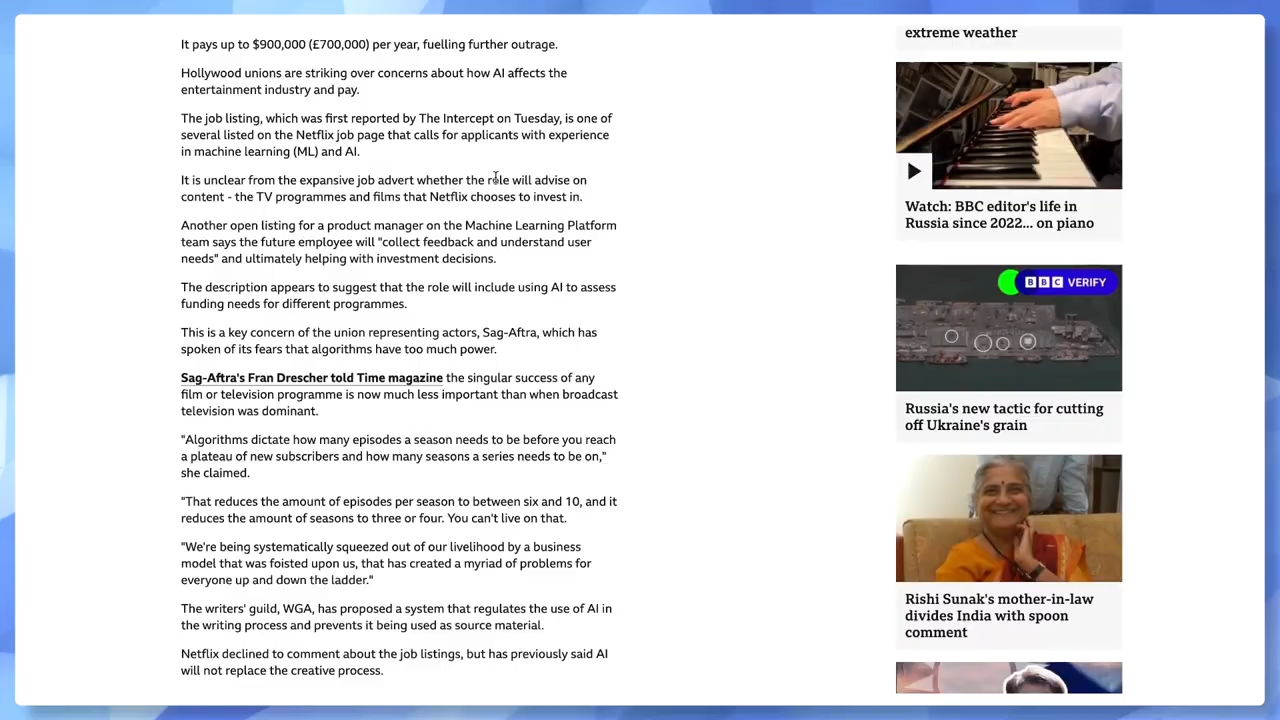 It pays up to $900,000 (£700,000) per year, fuelling further outrage.
Hollywood unions are striking over concerns about how AI affects the
entertainment industry and pay.
The job listing, which was first reported by The Intercept on Tuesday, is one of
several listed on the Netflix job page that calls for applicants with experience
in machine learning (ML) and AI.
It is unclear from the expansive job advert whether the role will advise on
content - the TV programmes and films that Netflix chooses to invest in.
Another open listing for a product manager on the Machine Learning Platform
team says the future employee will "collect feedback and understand user
needs" and ultimately helping with investment decisions.
The description appears to suggest that the role will include using AI to assess
funding needs for different programmes.
This is a key concern of the union representing actors, Sag-Aftra, which has
spoken of its fears that algorithms have too much power.
Sag-Aftra's Fran Drescher told Time magazine the singular success of any
film or television programme is now much less important than when broadcast
television was dominant.
"Algorithms dictate how many episodes a season needs to be before you reach
a plateau of new subscribers and how many seasons a series needs to be on,"
she claimed.
"That reduces the amount of episodes per season to between six and 10, and it
reduces the amount of seasons to three or four. You can't live on that.
"We're being systematically squeezed out of our livelihood by a business
model that was foisted upon us, that has created a myriad of problems for
everyone up and down the ladder."
The writers' guild, WGA, has proposed a system that regulates the use of AI in
the writing process and prevents it being used as source material.
Netflix declined to comment about the job listings, but has previously said AI
will not replace the creative process.
extreme weather
Watch: BBC editor's life in
Russia since 2022... on piano
BBC VERIFY
Russia's new tactic for cutting
off Ukraine's grain
Rishi Sunak's mother-in-law
divides India with spoon
comment